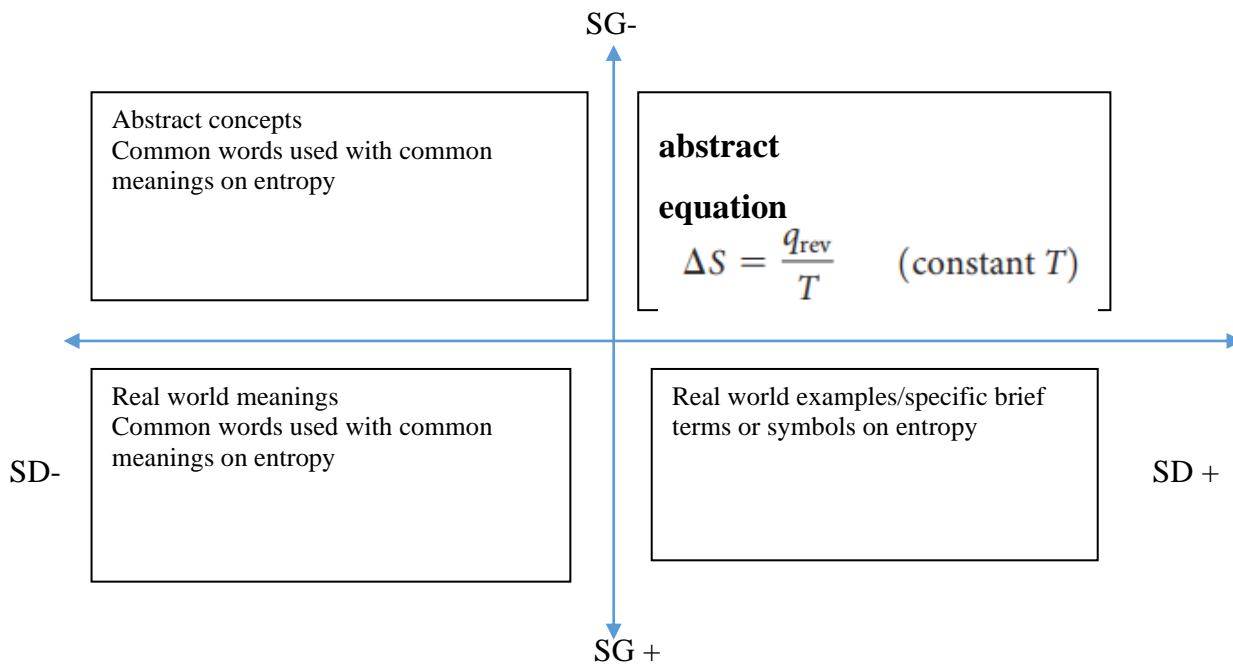 SG-
Abstract concepts
Common words used with common
meanings on entropy
abstract
equation
ΔS = q_rev / T (constant T)
Real world meanings
Common words used with common
meanings on entropy
Real world examples/specific brief
terms or symbols on entropy
SD-
SD +
SG +